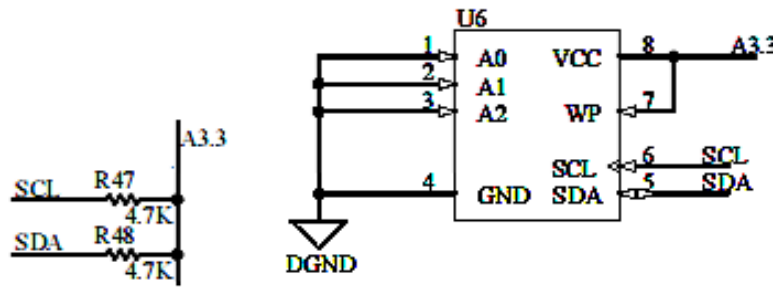 U6
1 A0 VCC 8 A3.3
2 A1
3 A2 WP 7
SCL 6 SCL
4 GND SDA 5 SDA
DGND
A3.3
SCL R47
4.7K
SDA R48
4.7K